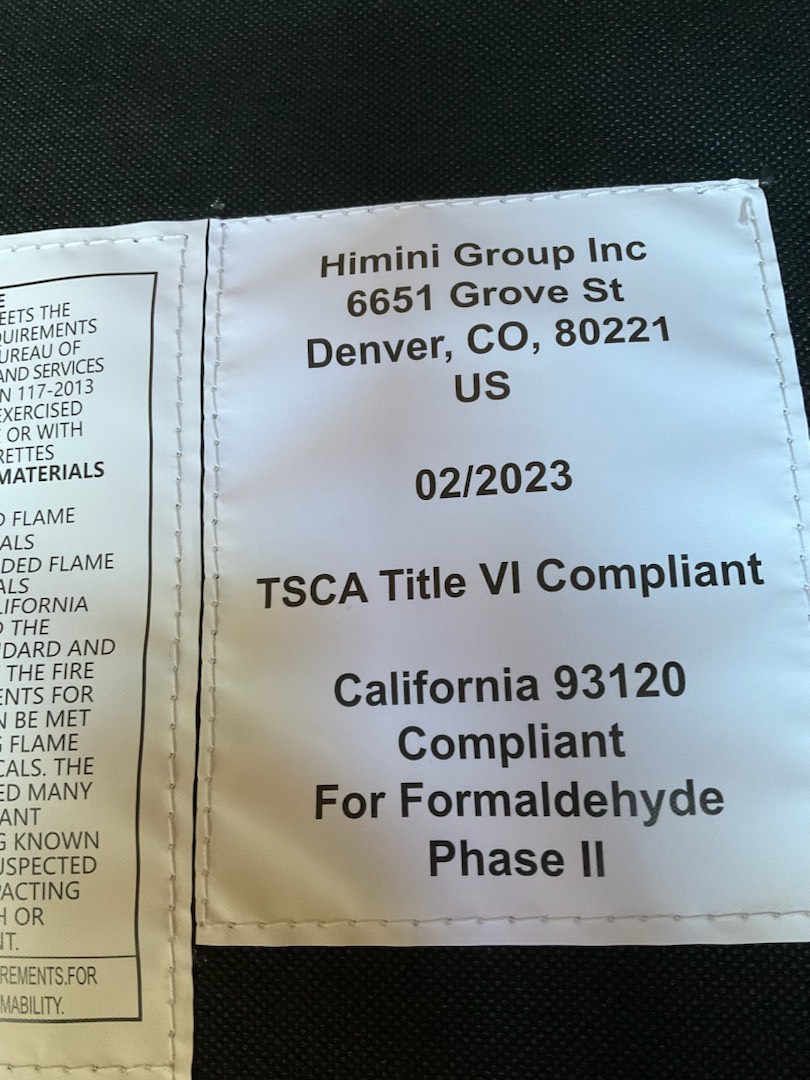 E
EETS THE
QUIREMENTS
UREAU OF
AND SERVICES
N 117-2013
EXERCISED
OR WITH
RETTES
MATERIALS
D FLAME
ALS
DED FLAME
ALS
LIFORNIA
D THE
DARD AND
THE FIRE
ENTS FOR
N BE MET
G FLAME
CALS. THE
ED MANY
ANT
G KNOWN
USPECTED
PACTING
H OR
NT.
REMENTS.FOR
MABILITY.
Himini Group Inc
6651 Grove St
Denver, CO, 80221
US
02/2023
TSCA Title VI Compliant
California 93120
Compliant
For Formaldehyde
Phase II